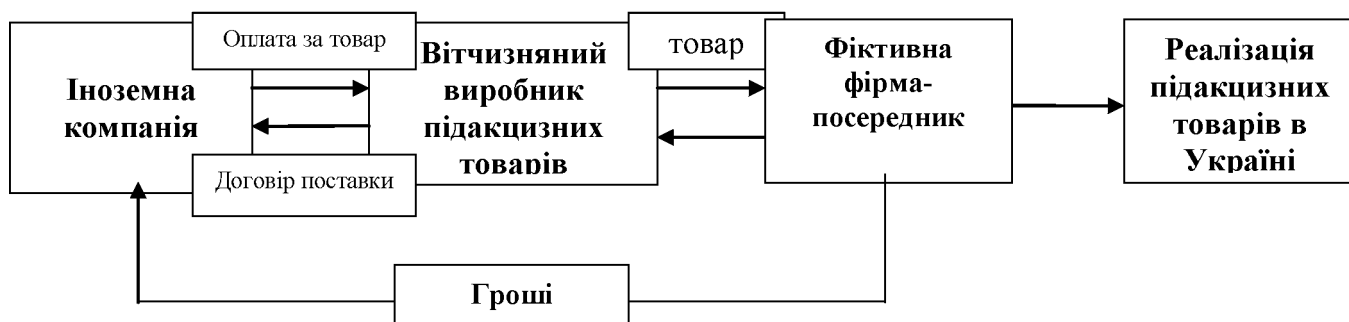 Оплата за товар
Іноземна
компанія
Договір поставки
Вітчизняний
виробник
підакцизних
товарів
товар
Фіктивна
фірма-
посередник
Реалізація
підакцизних
товарів в
Україні
Гроші